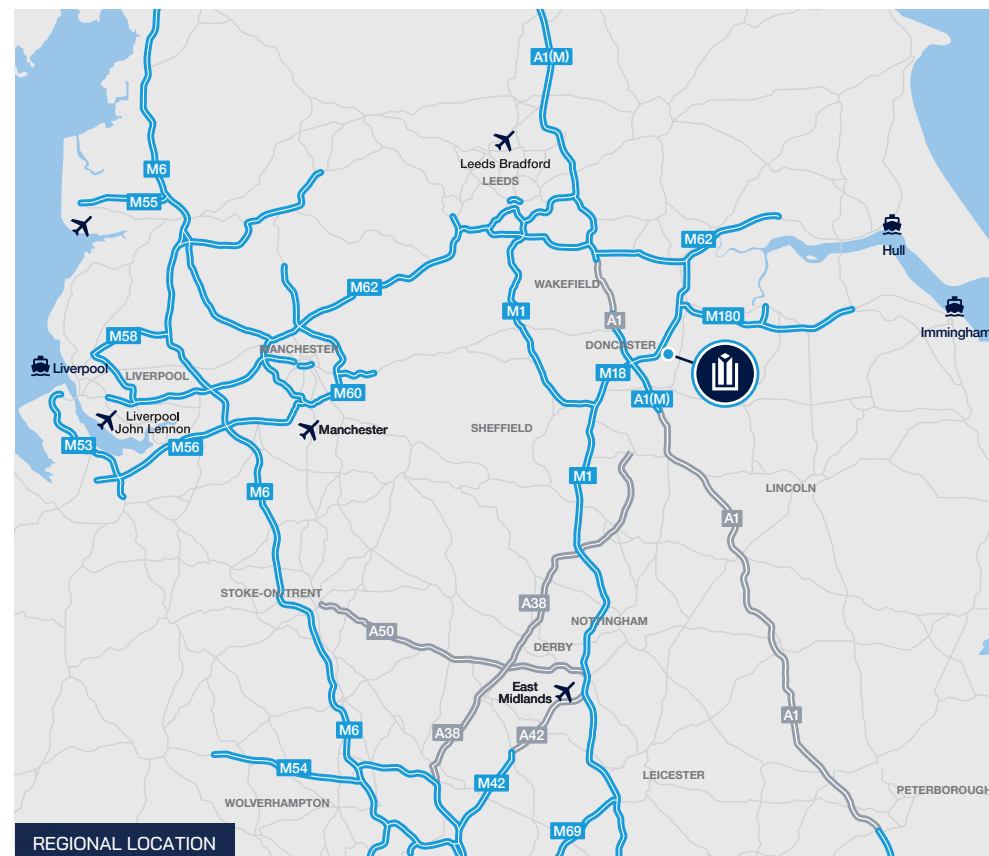 A1(M)
Leeds Bradford
LEEDS
M6
M55
M62
Hull
M62
WAKEFIELD
M1
A1
M180
Immingham
M58
MANCHESTER
DONCASTER
Liverpool
LIVERPOOL
M18
M60
A1(M)
Liverpool
John Lennon
Manchester
SHEFFIELD
M53
M56
M1
M6
LINCOLN
A1
STOKE-ON-TRENT
A38
A50
NOTTINGHAM
DERBY
East
Midlands
A1
M6
A38
A42
M54
M42
LEICESTER
PETERBOROUGH
WOLVERHAMPTON
M69
REGIONAL LOCATION